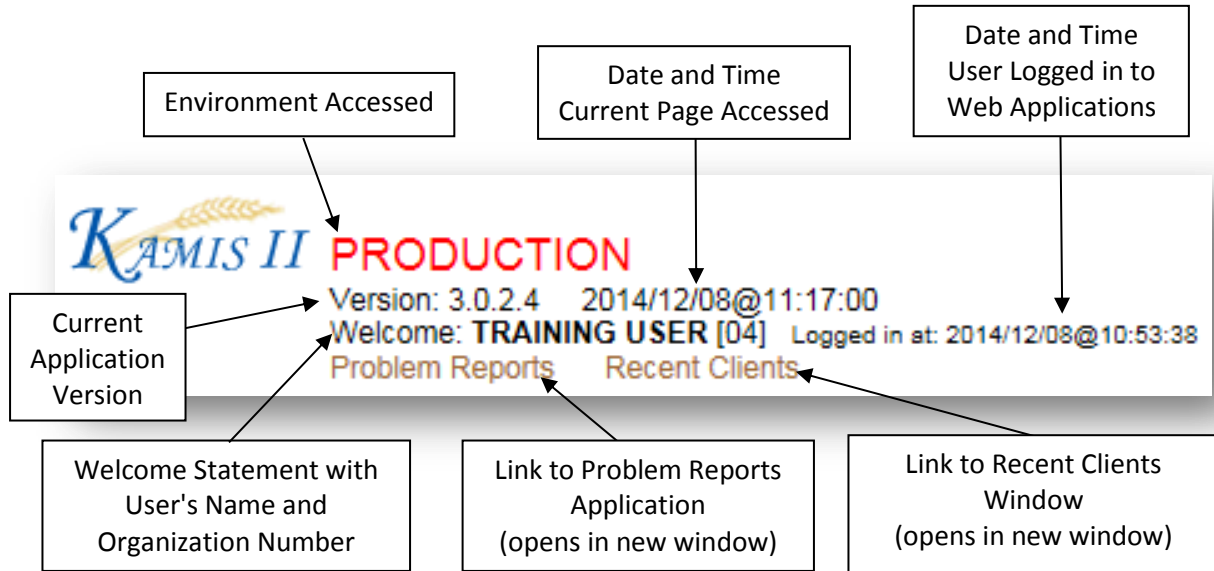 Date and Time
User Logged in to
Web Applications
Date and Time
Current Page Accessed
Environment Accessed
KAMIS II
PRODUCTION
Version: 3.0.2.4 2014/12/08@11:17:00
Welcome: TRAINING USER [04] Logged in at: 2014/12/08@10:53:38
Problem Reports Recent Clients
Current
Application
Version
Welcome Statement with
User's Name and
Organization Number
Link to Problem Reports
Application
(opens in new window)
Link to Recent Clients
Window
(opens in new window)